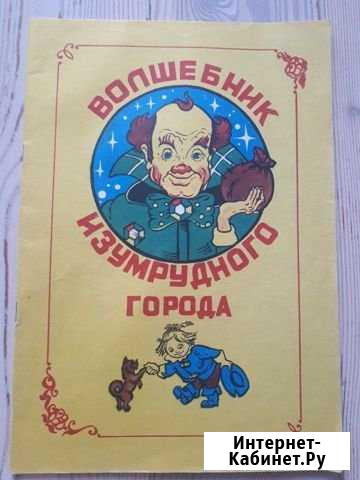 ВОЛШЕБНИК
ИЗУМРУДНОГО
ГОРОДА
Интернет-
Кабинет.Ру